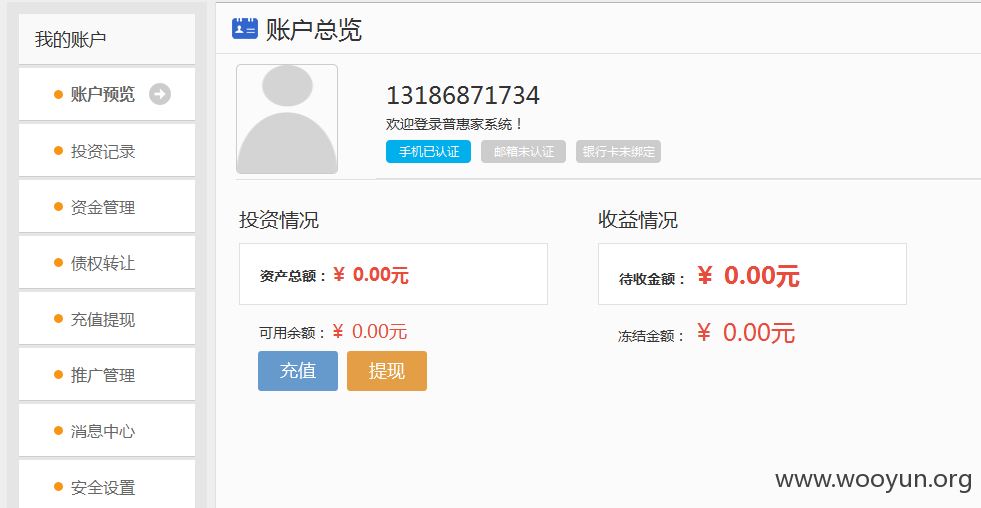 我的账户
账户预览
投资记录
资金管理
债权转让
充值提现
推广管理
消息中心
安全设置
账户总览
13186871734
欢迎登录普惠家系统！
手机已认证 邮箱未认证 银行卡未绑定
投资情况
资产总额：¥ 0.00元
可用余额：¥ 0.00元
充值 提现
收益情况
待收金额：¥ 0.00元
冻结金额：¥ 0.00元
www.wooyun.org